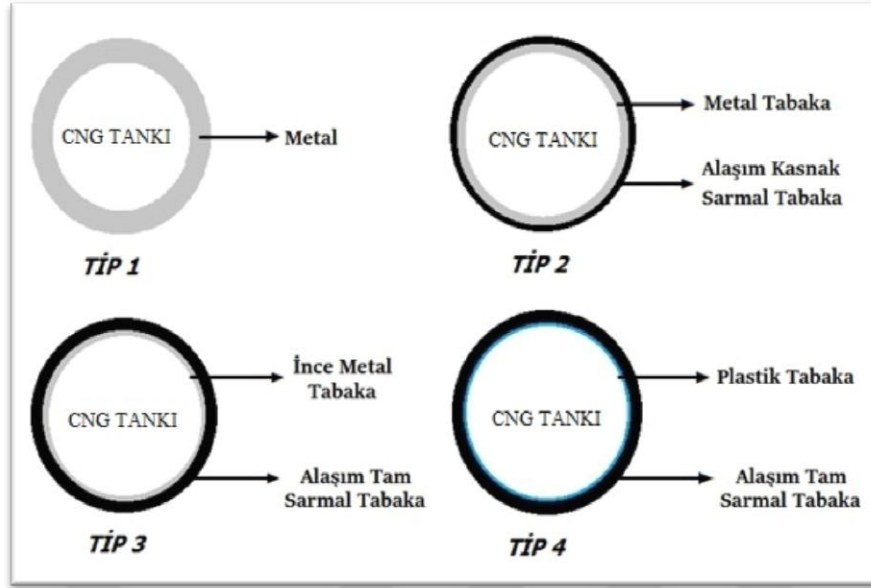 CNG TANKI
Metal
TİP 1
CNG TANKI
Metal Tabaka
Alaşım Kasnak
Sarmal Tabaka
TİP 2
CNG TANKI
İnce Metal
Tabaka
Alaşım Tam
Sarmal Tabaka
TİP 3
CNG TANKI
Plastik Tabaka
Alaşım Tam
Sarmal Tabaka
TİP 4